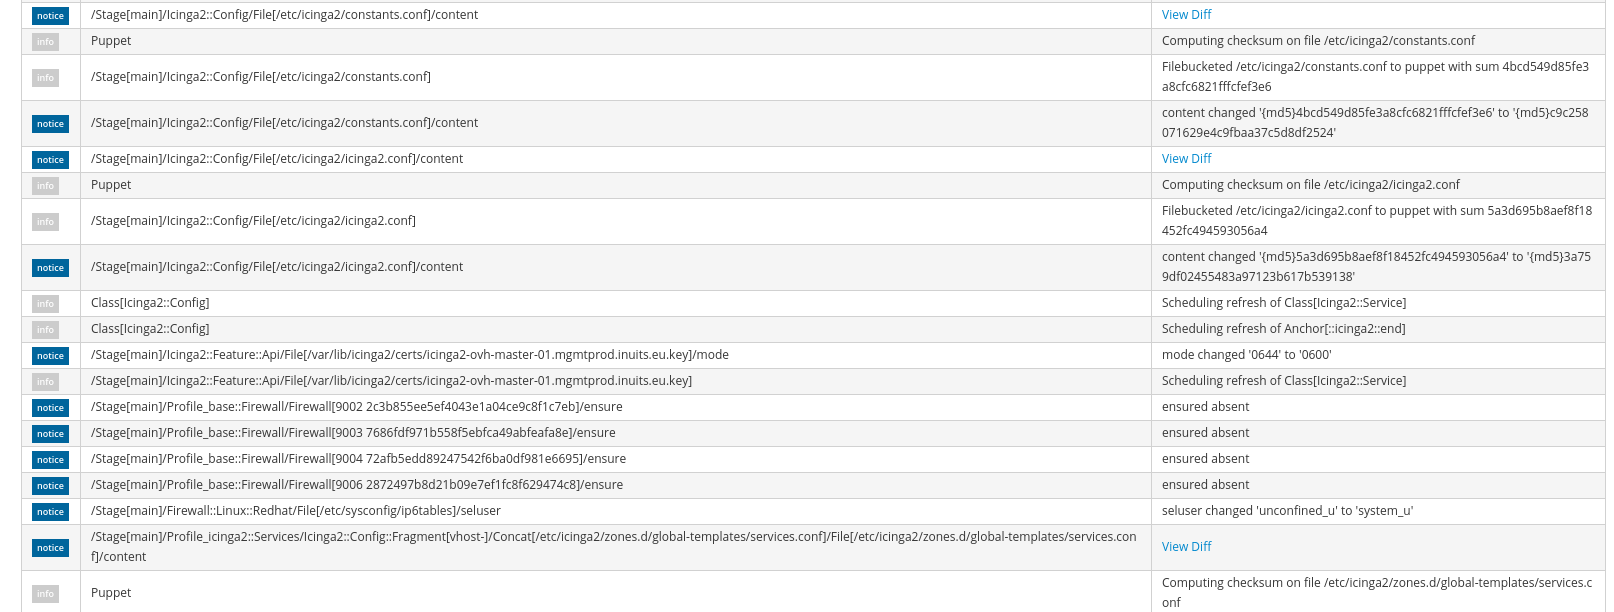 notice /Stage[main]/Icinga2::Config/File[/etc/icinga2/constants.conf]/content View Diff
info Puppet Computing checksum on file /etc/icinga2/constants.conf
info /Stage[main]/Icinga2::Config/File[/etc/icinga2/constants.conf] Filebucketed /etc/icinga2/constants.conf to puppet with sum 4bcd549d85fe3
a8cfc6821fffcfef3e6
notice /Stage[main]/Icinga2::Config/File[/etc/icinga2/constants.conf]/content content changed '{md5}4bcd549d85fe3a8cfc6821fffcfef3e6' to '{md5}c9c258
071629e4c9fbaa37c5d8df2524'
notice /Stage[main]/Icinga2::Config/File[/etc/icinga2/icinga2.conf]/content View Diff
info Puppet Computing checksum on file /etc/icinga2/icinga2.conf
info /Stage[main]/Icinga2::Config/File[/etc/icinga2/icinga2.conf] Filebucketed /etc/icinga2/icinga2.conf to puppet with sum 5a3d695b8aef8f18
452fc494593056a4
notice /Stage[main]/Icinga2::Config/File[/etc/icinga2/icinga2.conf]/content content changed '{md5}5a3d695b8aef8f18452fc494593056a4' to '{md5}3a75
9df02455483a97123b617b539138'
info Class[Icinga2::Config] Scheduling refresh of Class[Icinga2::Service]
info Class[Icinga2::Config] Scheduling refresh of Anchor[::icinga2::end]
notice /Stage[main]/Icinga2::Feature::Api/File[/var/lib/icinga2/certs/icinga2-ovh-master-01.mgmtprod.inuits.eu.key]/mode mode changed '0644' to '0600'
info /Stage[main]/Icinga2::Feature::Api/File[/var/lib/icinga2/certs/icinga2-ovh-master-01.mgmtprod.inuits.eu.key] Scheduling refresh of Class[Icinga2::Service]
notice /Stage[main]/Profile_base::Firewall/Firewall[9002 2c3b855ee5ef4043e1a04ce9c8f1c7eb]/ensure ensured absent
notice /Stage[main]/Profile_base::Firewall/Firewall[9003 7686fdf971b558f5ebfca49abfeafa8e]/ensure ensured absent
notice /Stage[main]/Profile_base::Firewall/Firewall[9004 72afb5edd89247542f6ba0df981e6695]/ensure ensured absent
notice /Stage[main]/Profile_base::Firewall/Firewall[9006 2872497b8d21b09e7ef1fc8f629474c8]/ensure ensured absent
notice /Stage[main]/Firewall::Linux::Redhat/File[/etc/sysconfig/ip6tables]/seluser seluser changed 'unconfined_u' to 'system_u'
notice /Stage[main]/Profile_icinga2::Services/Icinga2::Config::Fragment[vhost-]/Concat[/etc/icinga2/zones.d/global-templates/services.conf]/File[/etc/icinga2/zones.d/global-templates/services.con
f]/content View Diff
info Puppet Computing checksum on file /etc/icinga2/zones.d/global-templates/services.c
onf